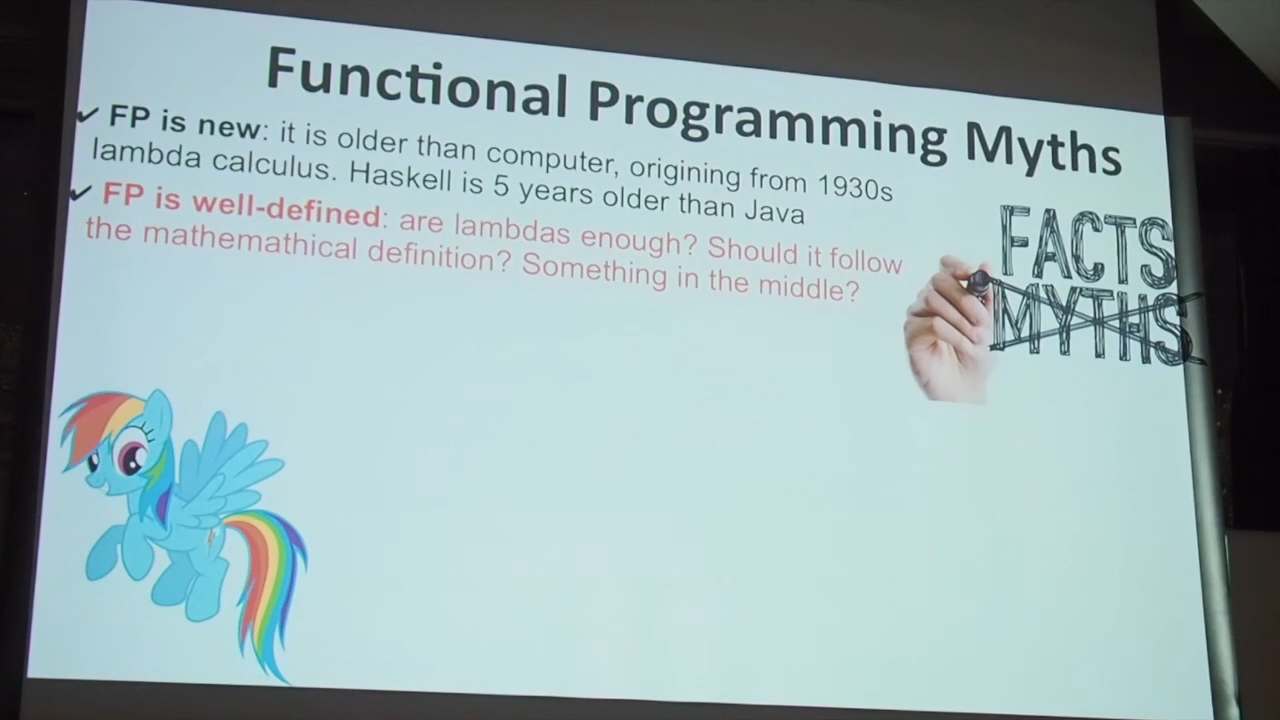 Functional Programming Myths
✔ FP is new: it is older than computer, origining from 1930s
lambda calculus. Haskell is 5 years older than Java
✔ FP is well-defined: are lambdas enough? Should it follow
the mathemathical definition? Something in the middle?
FACTS
MYTHS